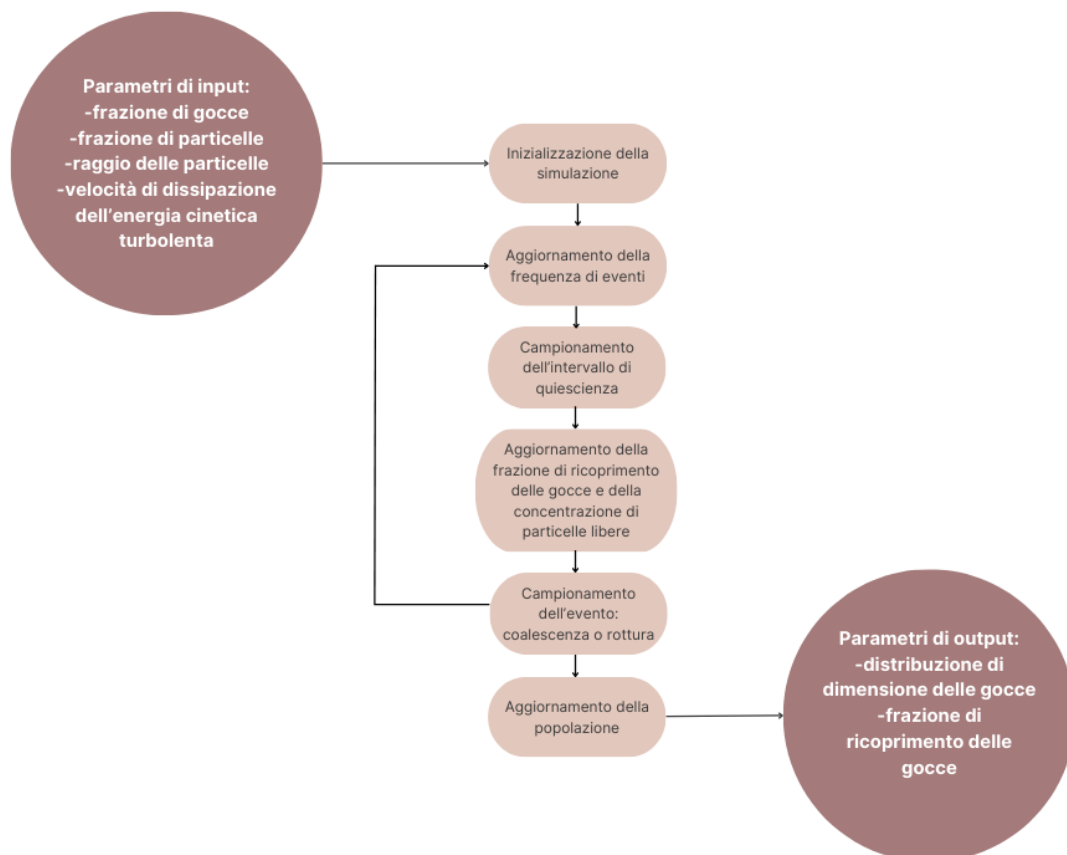 Parametri di input:
-frazione di gocce
-frazione di particelle
-raggio delle particelle
-velocità di dissipazione
dell'energia cinetica
turbolenta
Inizializzazione della
simulazione
Aggiornamento della
frequenza di eventi
Campionamento
dell'intervallo di
quiescienza
Aggiornamento della
frazione di ricoprimento
delle gocce e della
concentrazione di
particelle libere
Campionamento
dell'evento:
coalescenza o rottura
Aggiornamento della
popolazione
Parametri di output:
-distribuzione di
dimensione delle gocce
-frazione di
ricoprimento delle
gocce